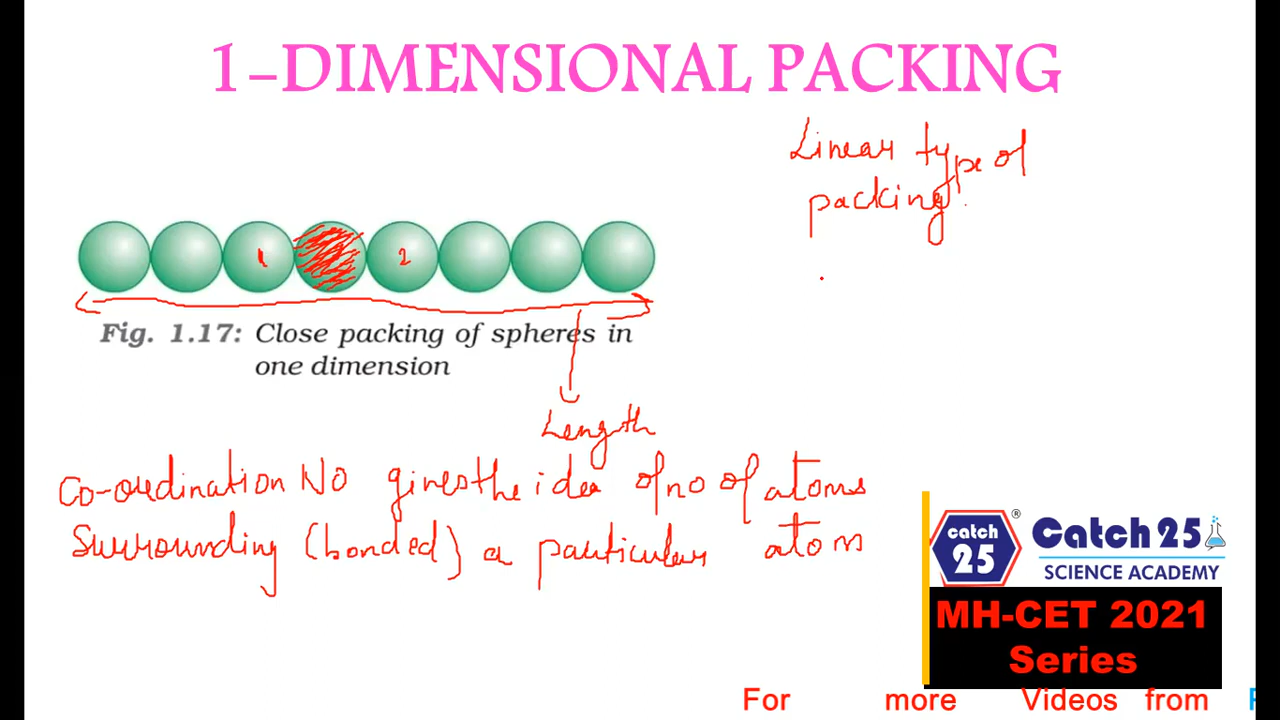 1-DIMENSIONAL PACKING
Linear type of
packing.
1 2
Fig. 1.17: Close packing of spheres in
one dimension
Length
Co-ordination No gives the idea of no of atoms
Surrounding (bonded) a particular atom
catch
25
®
Catch 25
SCIENCE ACADEMY
MH-CET 2021
Series
For more Videos from